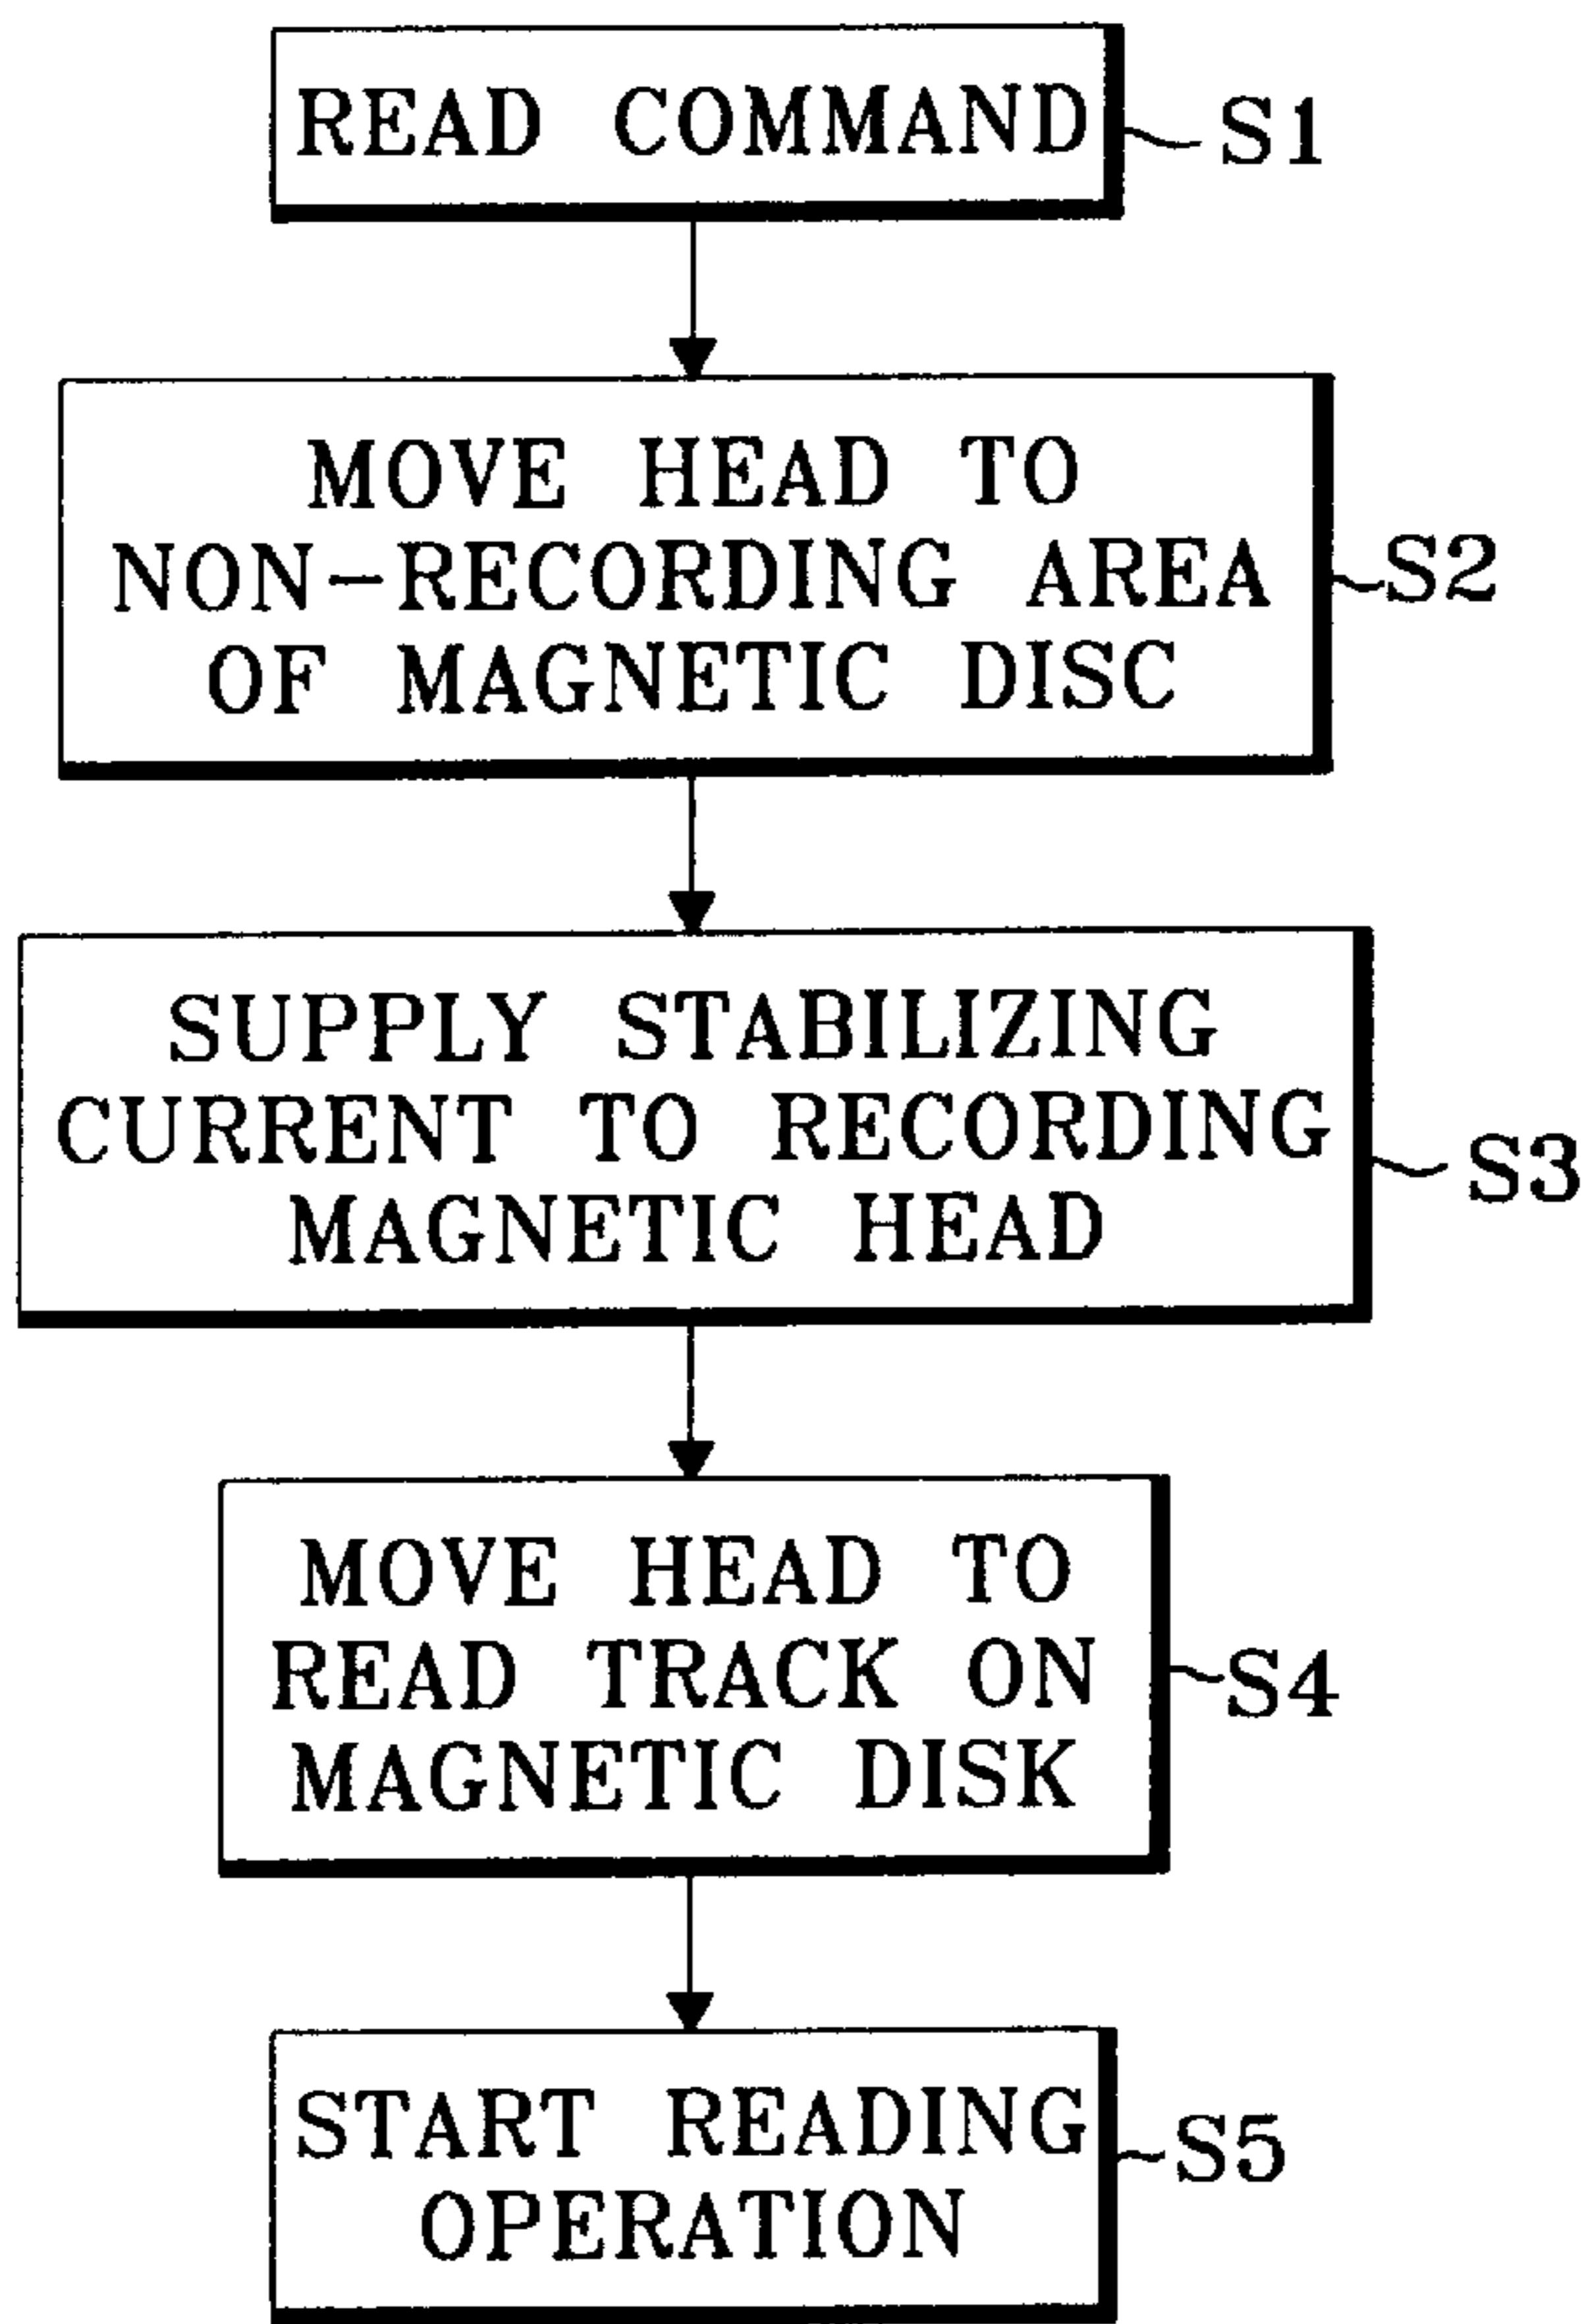 READ COMMAND
S1
MOVE HEAD TO
NON-RECORDING AREA
OF MAGNETIC DISC
S2
SUPPLY STABILIZING
CURRENT TO RECORDING
MAGNETIC HEAD
S3
MOVE HEAD TO
READ TRACK ON
MAGNETIC DISK
S4
START READING
OPERATION
S5